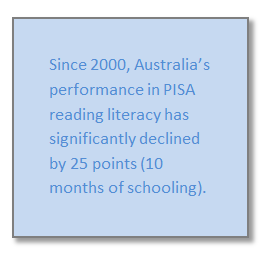 Since 2000, Australia's
performance in PISA
reading literacy has
significantly declined
by 25 points (10
months of schooling).